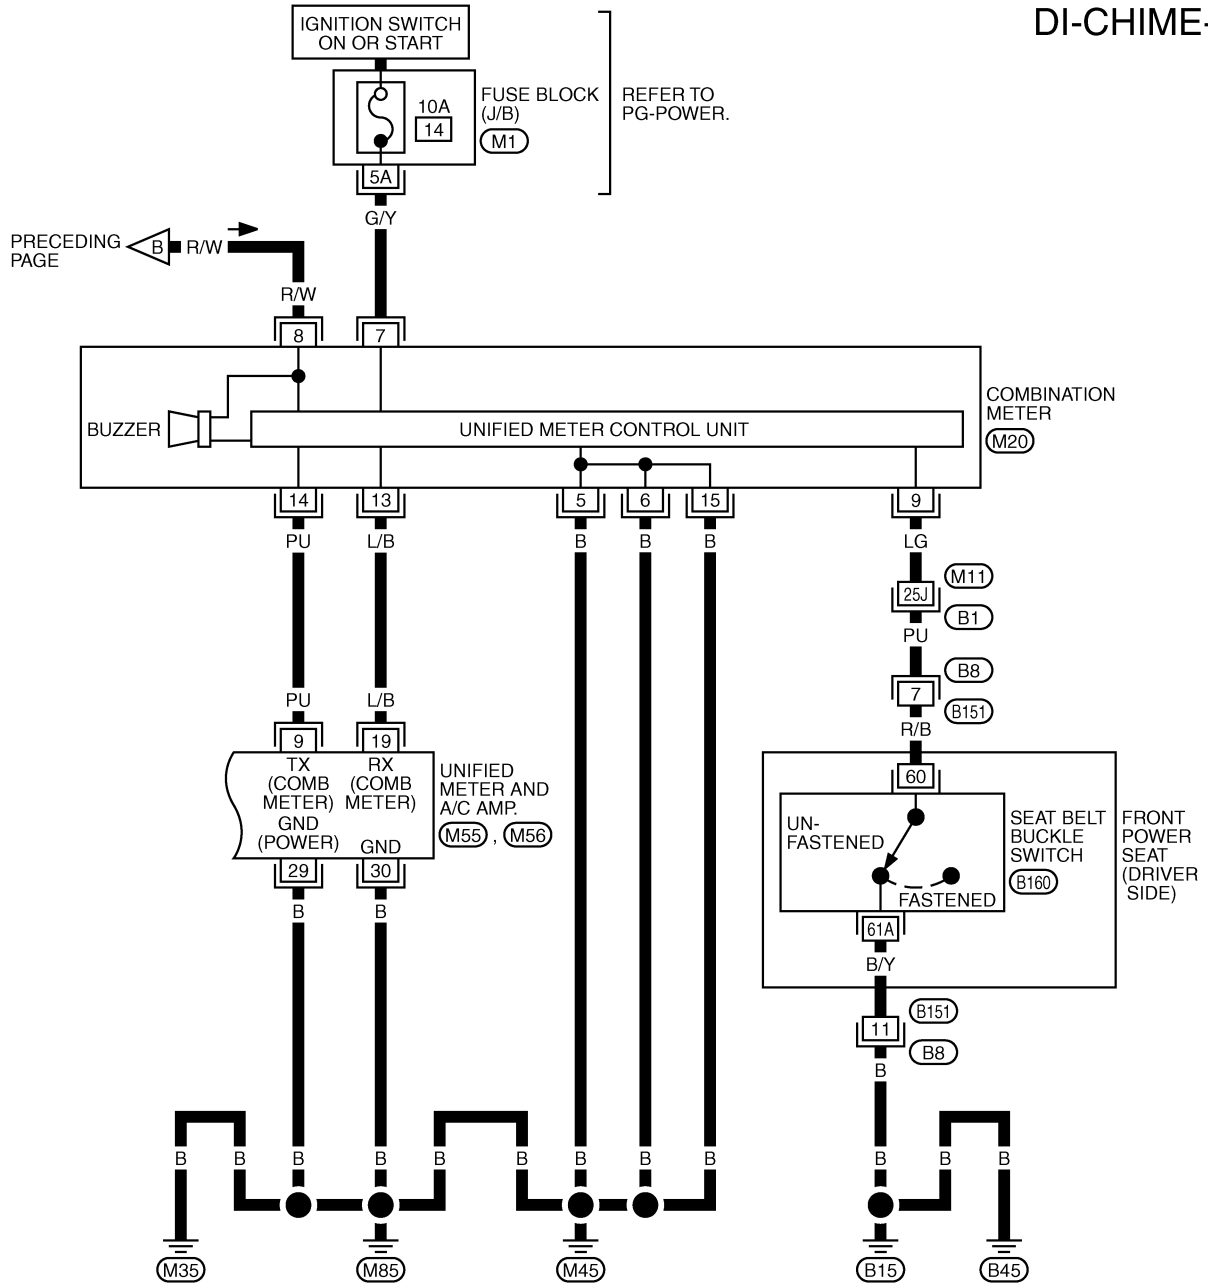 DI-CHIME-
IGNITION SWITCH
ON OR START
10A
14
FUSE BLOCK
(J/B)
M1
REFER TO
PG-POWER.
5A
G/Y
PRECEDING
PAGE
B
R/W
R/W
8
7
BUZZER
UNIFIED METER CONTROL UNIT
COMBINATION
METER
M20
14
13
5
6
15
9
PU
L/B
B
B
B
LG
M11
25J
B1
PU
B8
7
B151
R/B
PU
L/B
9
19
TX
(COMB
METER)
RX
(COMB
METER)
GND
(POWER)
GND
UNIFIED
METER AND
A/C AMP.
M55 , M56
29
30
B
B
60
UN-
FASTENED
FASTENED
SEAT BELT
BUCKLE
SWITCH
B160
FRONT
POWER
SEAT
(DRIVER
SIDE)
61A
B/Y
B151
11
B8
B
B
B
B
B
B
B
B
B
B
B
B
B
M35
M85
M45
B15
B45